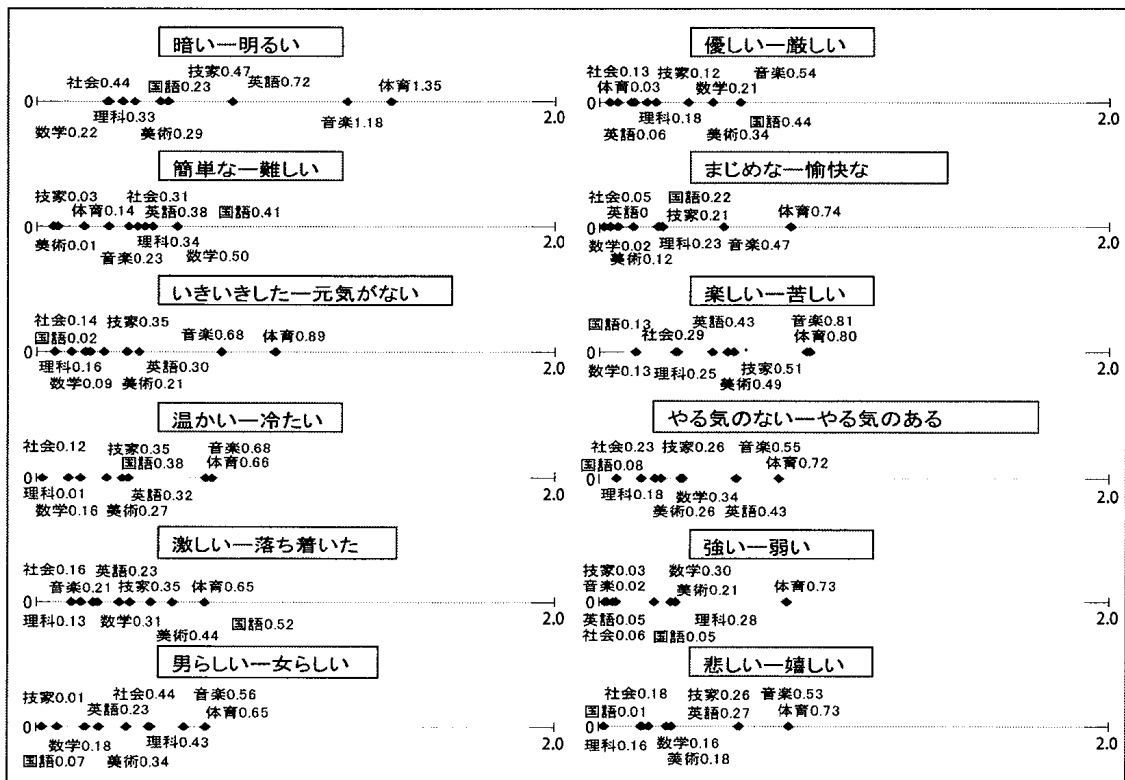 暗い―明るい
技家0.47
社会0.44 国語0.23 英語0.72 体育1.35
0 2.0
理科0.33 音楽1.18
数学0.22 美術0.29
簡単な―難しい
技家0.03 社会0.31
体育0.14 英語0.38 国語0.41
0 2.0
美術0.01 理科0.34
音楽0.23 数学0.50
いきいきした―元気がない
社会0.14 技家0.35
国語0.02 音楽0.68 体育0.89
0 2.0
理科0.16 英語0.30
数学0.09 美術0.21
温かい―冷たい
社会0.12 技家0.35 音楽0.68
国語0.38 体育0.66
0 2.0
理科0.01 英語0.32
数学0.16 美術0.27
激しい―落ち着いた
社会0.16 英語0.23
音楽0.21 技家0.35 体育0.65
0 2.0
理科0.13 数学0.31 国語0.52
美術0.44
男らしい―女らしい
技家0.01 社会0.44 音楽0.56
英語0.23 体育0.65
0 2.0
数学0.18 理科0.43
国語0.07 美術0.34
優しい―厳しい
社会0.13 技家0.12 音楽0.54
体育0.03 数学0.21
0 2.0
理科0.18 国語0.44
英語0.06 美術0.34
まじめな―愉快な
社会0.05 国語0.22
英語0 技家0.21 体育0.74
0 2.0
数学0.02 理科0.23 音楽0.47
美術0.12
楽しい―苦しい
国語0.13 英語0.43 音楽0.81
社会0.29 体育0.80
0 2.0
数学0.13 理科0.25 技家0.51
美術0.49
やる気のない―やる気のある
社会0.23 技家0.26 音楽0.55
国語0.08 体育0.72
0 2.0
理科0.18 数学0.34
美術0.26 英語0.43
強い―弱い
技家0.03 数学0.30
音楽0.02 美術0.21 体育0.73
0 2.0
英語0.05 理科0.28
社会0.06 国語0.05
悲しい―嬉しい
社会0.18 技家0.26 音楽0.53
国語0.01 英語0.27 体育0.73
0 2.0
理科0.16 数学0.16
美術0.18